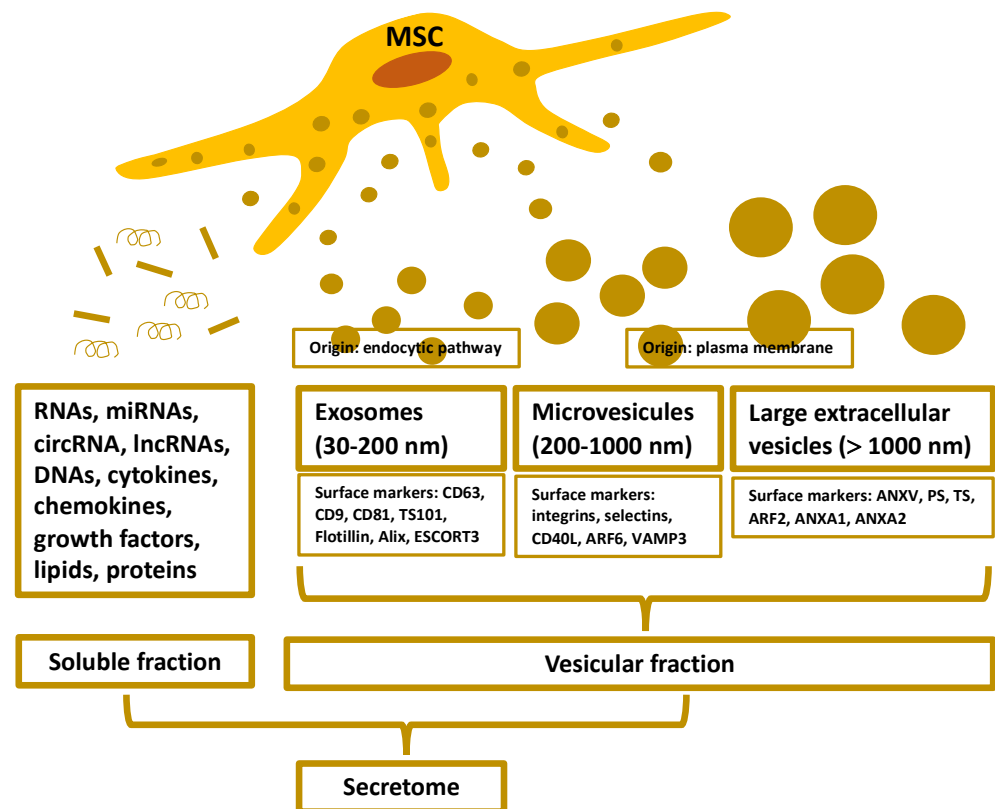 MSC
Origin: endocytic pathway
Origin: plasma membrane
RNAs, miRNAs,
circRNA, lncRNAs,
DNAs, cytokines,
chemokines,
growth factors,
lipids, proteins
Exosomes
(30-200 nm)
Surface markers: CD63,
CD9, CD81, TS101,
Flotillin, Alix, ESCORT3
Microvesicules
(200-1000 nm)
Surface markers:
integrins, selectins,
CD40L, ARF6, VAMP3
Large extracellular
vesicles (> 1000 nm)
Surface markers: ANXV, PS, TS,
ARF2, ANXA1, ANXA2
Soluble fraction
Vesicular fraction
Secretome